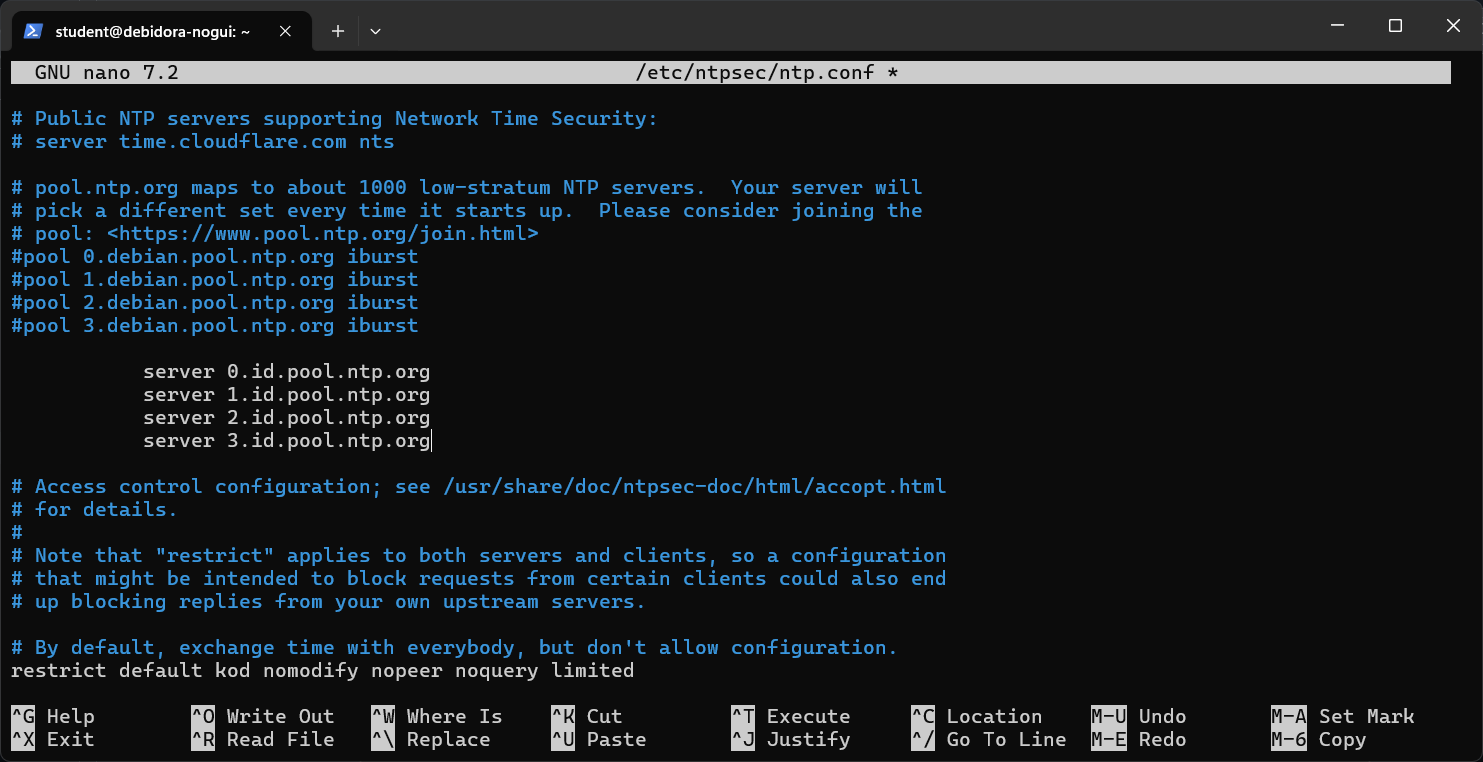 student@debidora-nogui: ~
GNU nano 7.2 /etc/ntpsec/ntp.conf *
# Public NTP servers supporting Network Time Security:
# server time.cloudflare.com nts
# pool.ntp.org maps to about 1000 low-stratum NTP servers.  Your server will
# pick a different set every time it starts up.  Please consider joining the
# pool: <https://www.pool.ntp.org/join.html>
#pool 0.debian.pool.ntp.org iburst
#pool 1.debian.pool.ntp.org iburst
#pool 2.debian.pool.ntp.org iburst
#pool 3.debian.pool.ntp.org iburst
server 0.id.pool.ntp.org
server 1.id.pool.ntp.org
server 2.id.pool.ntp.org
server 3.id.pool.ntp.org
# Access control configuration; see /usr/share/doc/ntpsec-doc/html/accopt.html
# for details.
#
# Note that "restrict" applies to both servers and clients, so a configuration
# that might be intended to block requests from certain clients could also end
# up blocking replies from your own upstream servers.
# By default, exchange time with everybody, but don't allow configuration.
restrict default kod nomodify nopeer noquery limited
^G Help ^O Write Out ^W Where Is ^K Cut ^T Execute ^C Location M-U Undo M-A Set Mark
^X Exit ^R Read File ^\ Replace ^U Paste ^J Justify ^/ Go To Line M-E Redo M-6 Copy